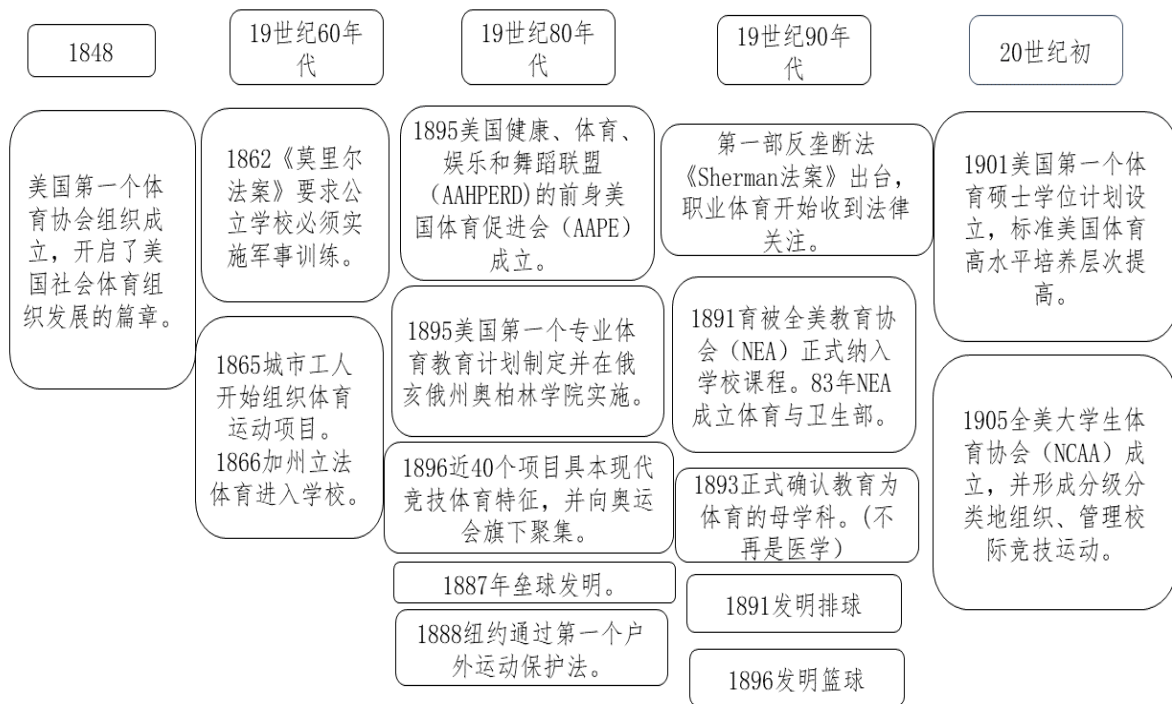 1848
19世纪60年
代
19世纪80年
代
19世纪90年
代
20世纪初
美国第一个体
育协会组织成
立，开启了美
国社会体育组
织发展的篇章。
1862《莫里尔
法案》要求公
立学校必须实
施军事训练。
1865城市工人
开始组织体育
运动项目。
1866加州立法
体育进入学校。
1895美国健康、体育、
娱乐和舞蹈联盟
(AAHPERD)的前身美
国体育促进会（AAPE）
成立。
1895美国第一个专业体
育教育计划制定并在俄
亥俄州奥柏林学院实施。
1896近40个项目具本现代
竞技体育特征，并向奥运
会旗下聚集。
1887年垒球发明。
1888纽约通过第一个户
外运动保护法。
第一部反垄断法
《Sherman法案》出台，
职业体育开始收到法律
关注。
1891育被全美教育协
会（NEA）正式纳入
学校课程。83年NEA
成立体育与卫生部。
1893正式确认教育为
体育的母学科。(不
再是医学）
1891发明排球
1896发明篮球
1901美国第一个体
育硕士学位计划设
立，标准美国体育
高水平培养层次提
高。
1905全美大学生体
育协会（NCAA）成
立，并形成分级分
类地组织、管理校
际竞技运动。